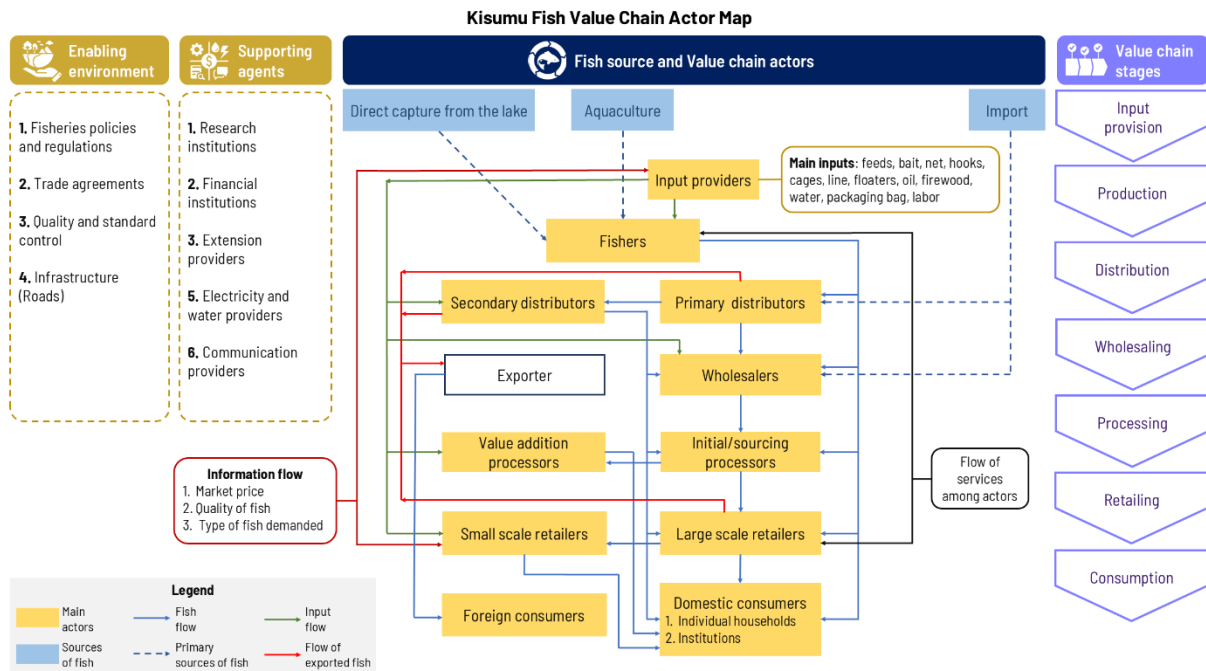 Kisumu Fish Value Chain Actor Map
Enabling
environment
1. Fisheries policies
and regulations
2. Trade agreements
3. Quality and standard
control
4. Infrastructure
(Roads)
Supporting
agents
1. Research
institutions
2. Financial
institutions
3. Extension
providers
5. Electricity and
water providers
6. Communication
providers
Fish source and Value chain actors
Direct capture from the lake
Aquaculture
Import
Input providers
Main inputs: feeds, bait, net, hooks,
cages, line, floaters, oil, firewood,
water, packaging bag, labor
Fishers
Secondary distributors
Primary distributors
Exporter
Wholesalers
Value addition
processors
Initial/sourcing
processors
Small scale retailers
Large scale retailers
Foreign consumers
Domestic consumers
1. Individual households
2. Institutions
Information flow
1. Market price
2. Quality of fish
3. Type of fish demanded
Flow of
services
among actors
Value chain
stages
Input
provision
Production
Distribution
Wholesaling
Processing
Retailing
Consumption
Legend
Main
actors
Fish
flow
Input
flow
Sources
of fish
Primary
sources of fish
Flow of
exported fish